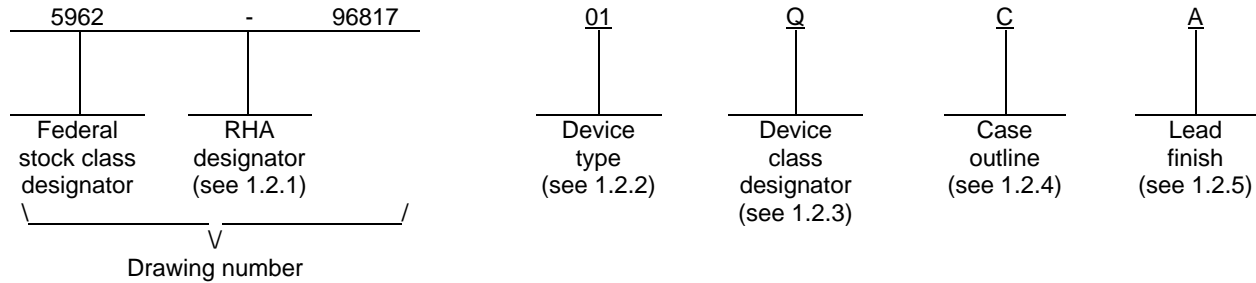 5962 - 96817 01 Q C A
Federal RHA Device Device Case Lead
stock class designator type class outline finish
designator (see 1.2.1) (see 1.2.2) designator (see 1.2.4) (see 1.2.5)
(see 1.2.3)
Drawing number